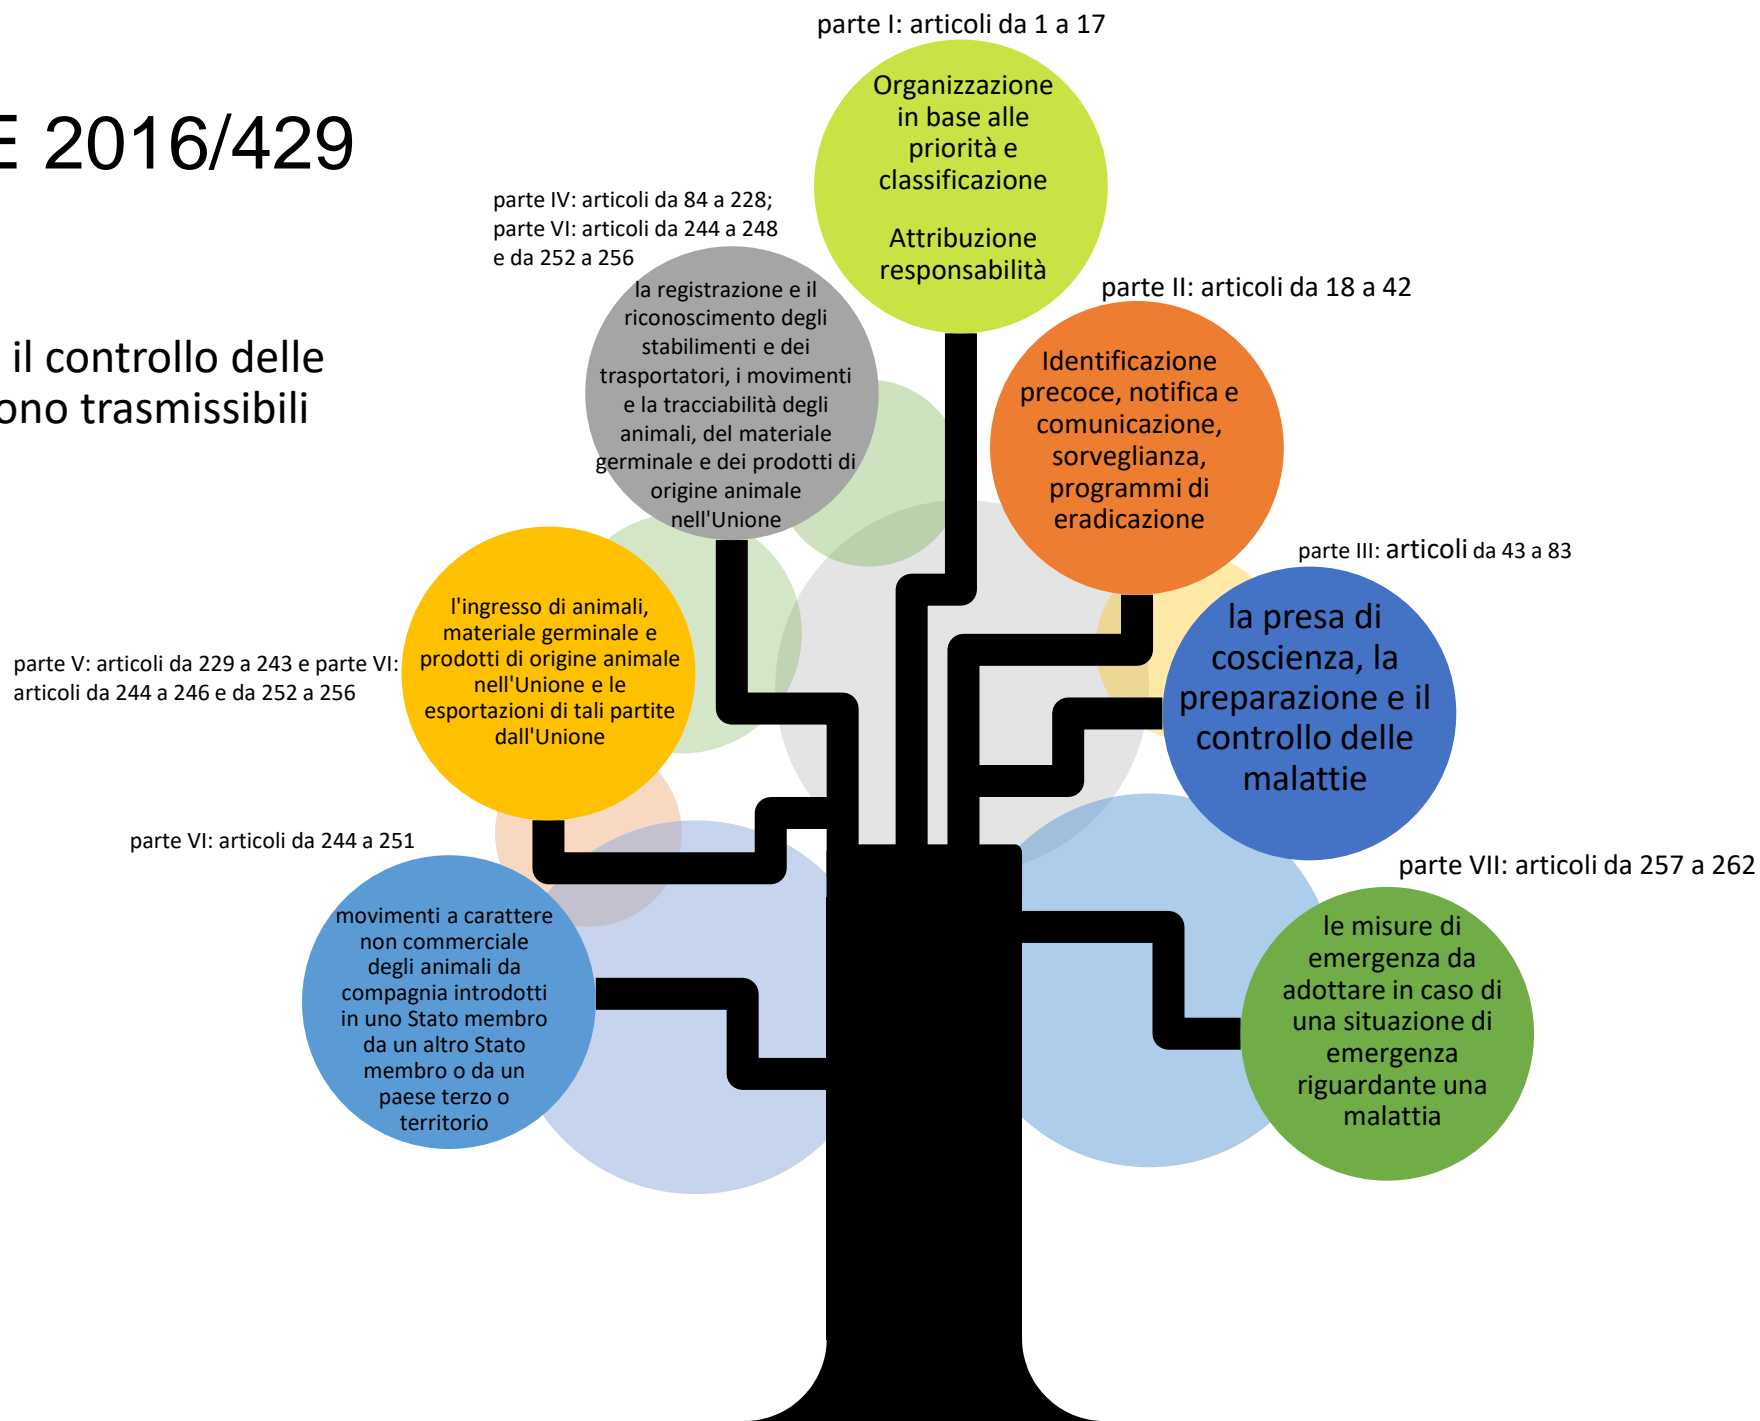 parte I: articoli da 1 a 17
Organizzazione
in base alle
priorità e
classificazione
Attribuzione
responsabilità
E 2016/429
il controllo delle
ono trasmissibili
parte IV: articoli da 84 a 228;
parte VI: articoli da 244 a 248
e da 252 a 256
la registrazione e il
riconoscimento degli
stabilimenti e dei
trasportatori, i movimenti
e la tracciabilità degli
animali, del materiale
germinale e dei prodotti di
origine animale
nell'Unione
parte II: articoli da 18 a 42
Identificazione
precoce, notifica e
comunicazione,
sorveglianza,
programmi di
eradicazione
parte III: articoli da 43 a 83
la presa di
coscienza, la
preparazione e il
controllo delle
malattie
parte V: articoli da 229 a 243 e parte VI:
articoli da 244 a 246 e da 252 a 256
l'ingresso di animali,
materiale germinale e
prodotti di origine animale
nell'Unione e le
esportazioni di tali partite
dall'Unione
parte VI: articoli da 244 a 251
movimenti a carattere
non commerciale
degli animali da
compagnia introdotti
in uno Stato membro
da un altro Stato
membro o da un
paese terzo o
territorio
parte VII: articoli da 257 a 262
le misure di
emergenza da
adottare in caso di
una situazione di
emergenza
riguardante una
malattia